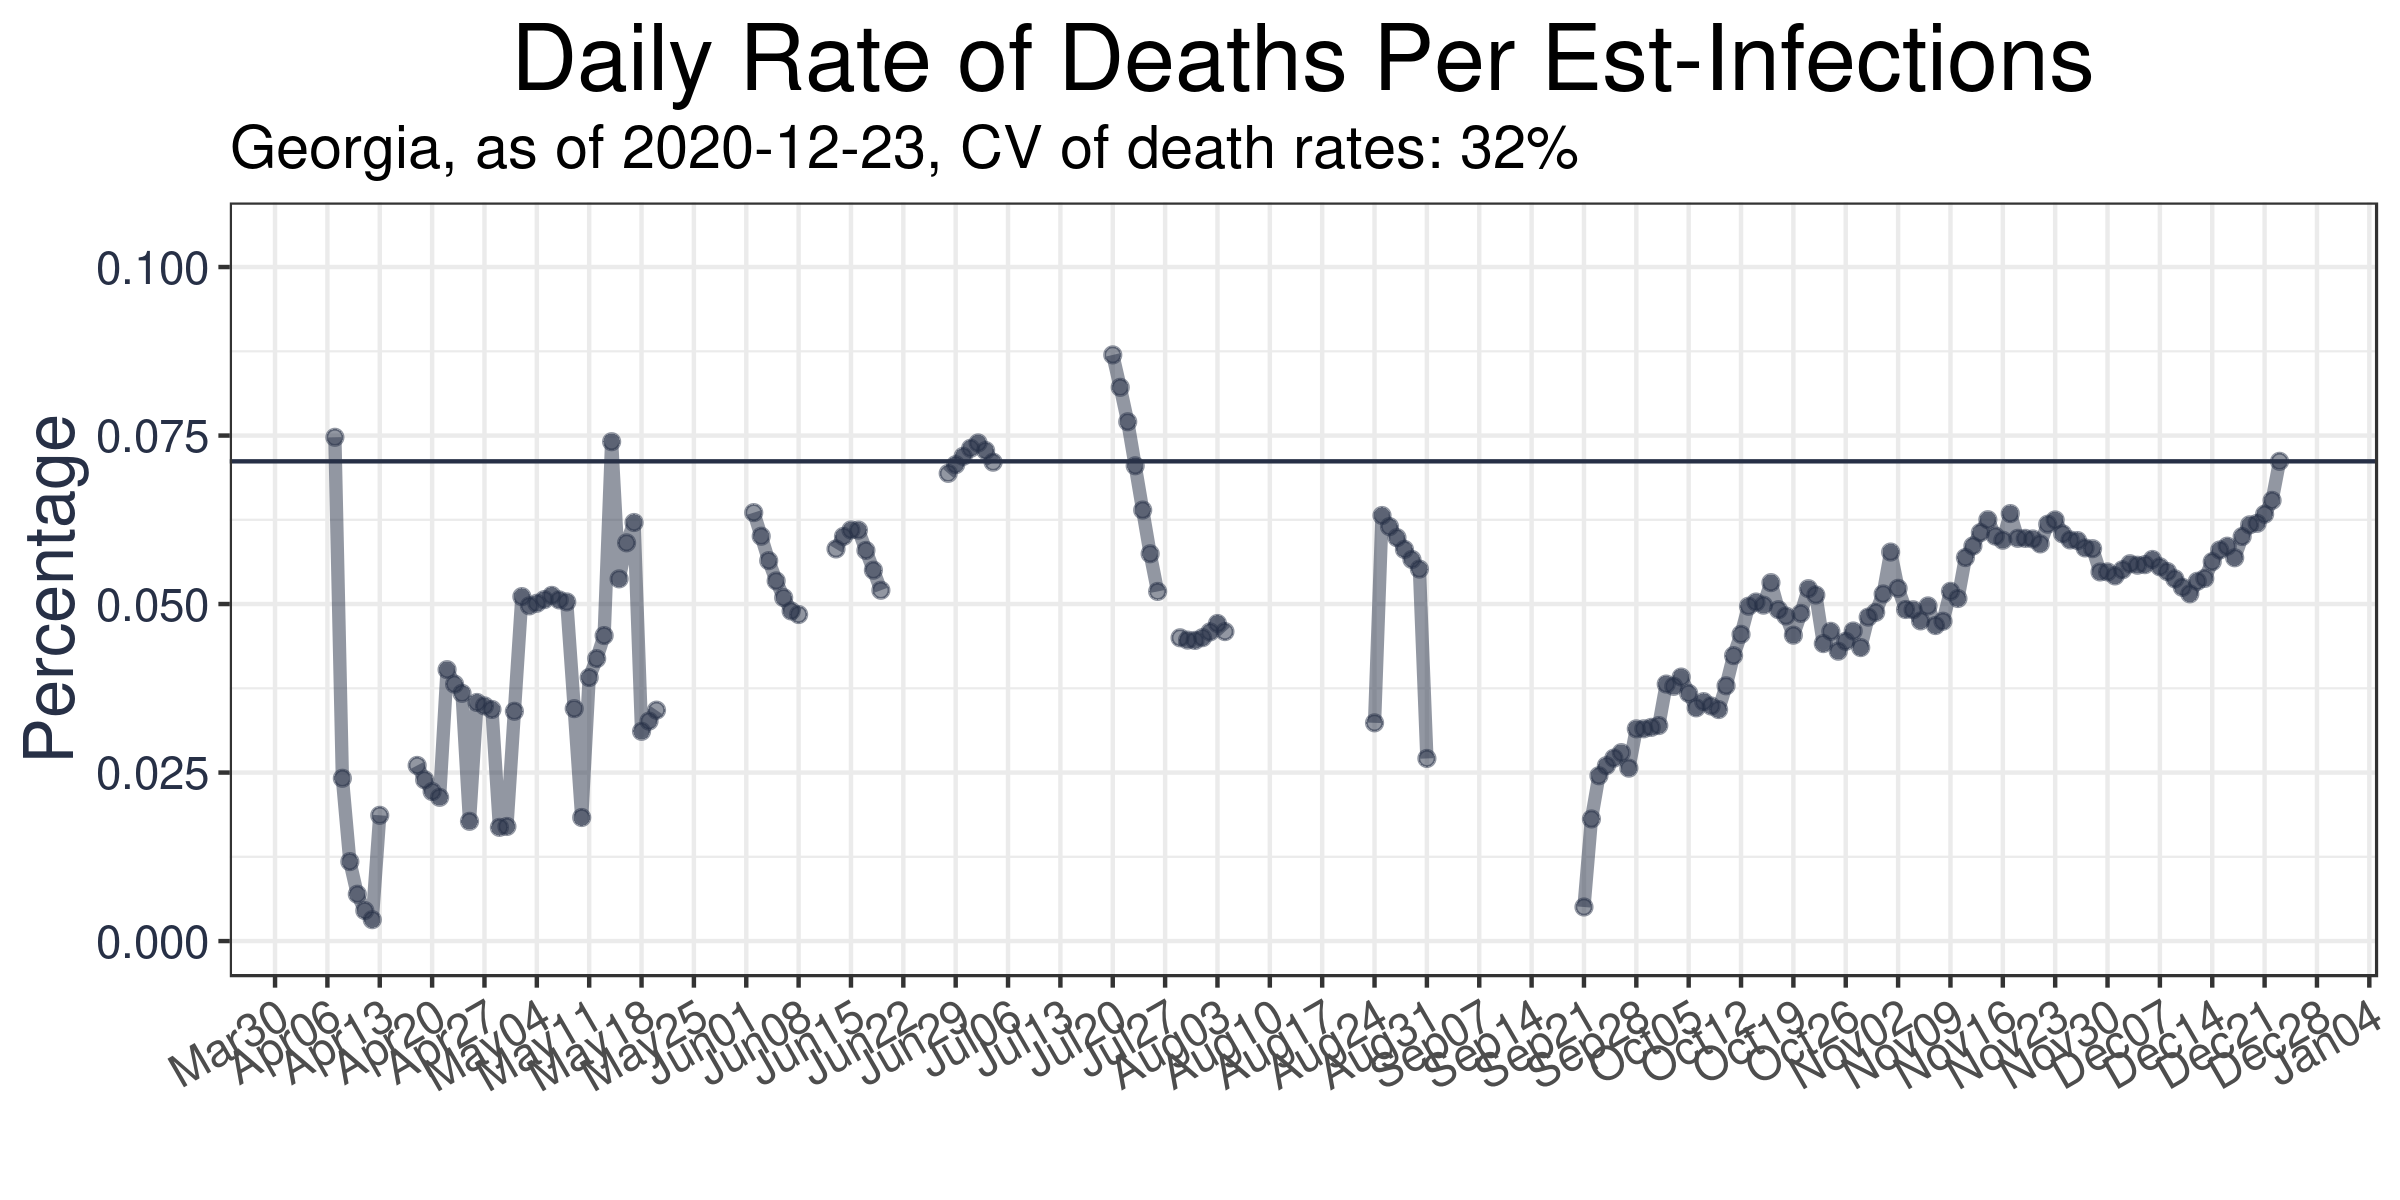 Daily Rate of Deaths Per Est-Infections
Georgia, as of 2020-12-23, CV of death rates: 32%
Percentage
0.100
0.075
0.050
0.025
0.000
Mar30
Apr06
Apr13
Apr20
Apr27
May04
May11
May18
May25
Jun01
Jun08
Jun15
Jun22
Jun29
Jul06
Jul13
Jul20
Jul27
Aug03
Aug10
Aug17
Aug24
Aug31
Sep07
Sep14
Sep21
Sep28
Oct05
Oct12
Oct19
Oct26
Nov02
Nov09
Nov16
Nov23
Nov30
Dec07
Dec14
Dec21
Dec28
Jan04